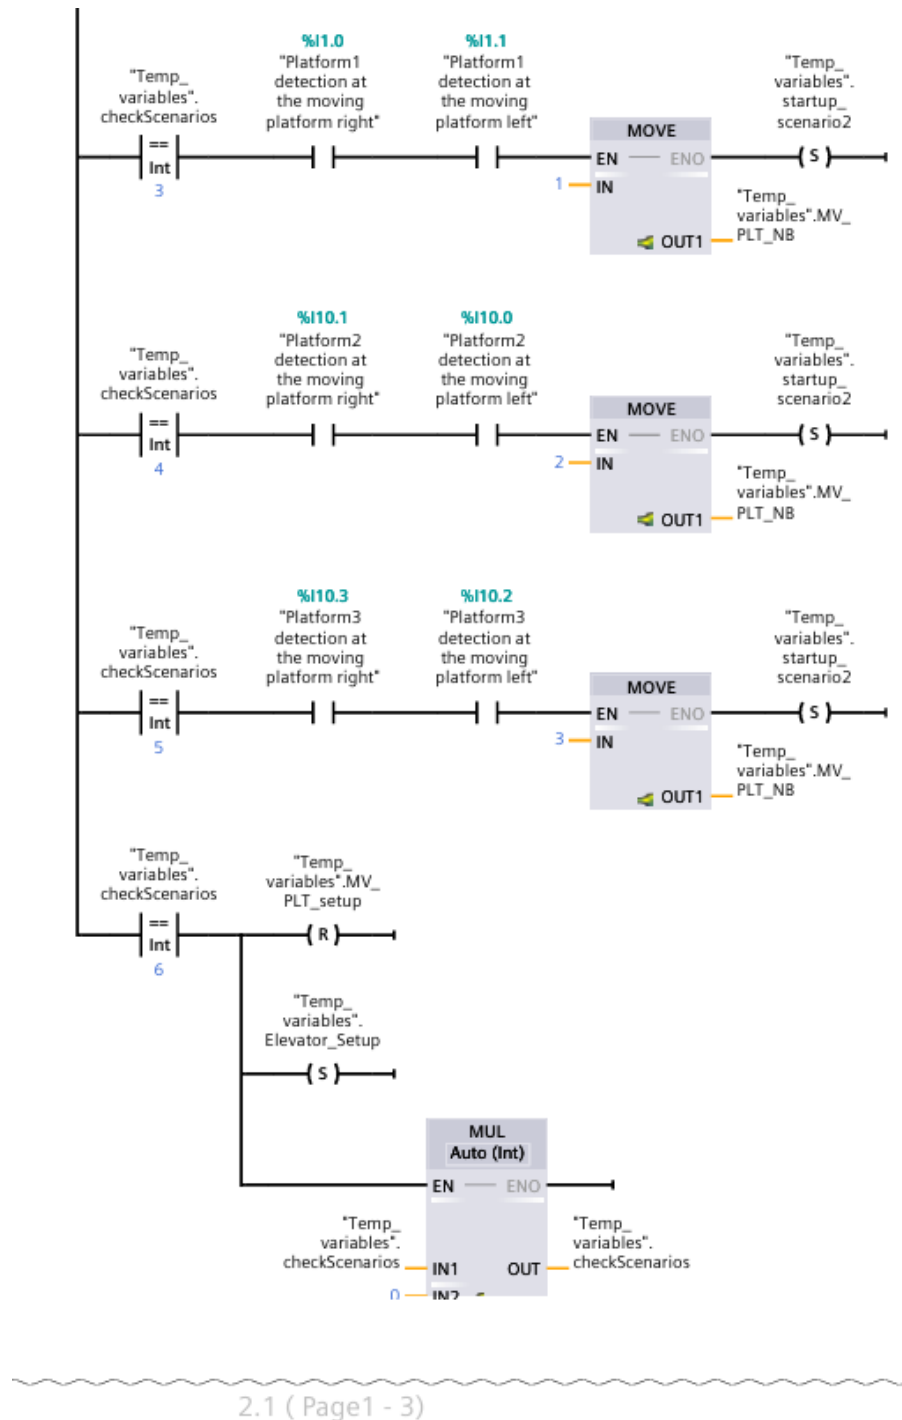 %I1.0 %I1.1
"Platform1 "Platform1 "Temp_
"Temp_ detection at detection at variables".
variables". the moving the moving startup_
checkScenarios platform right" platform left" scenario2
MOVE
== EN ENO S
Int
3 1 IN "Temp_
variables".MV_
OUT1 PLT_NB
%I10.1 %I10.0
"Platform2 "Platform2 "Temp_
"Temp_ detection at detection at variables".
variables". the moving the moving startup_
checkScenarios platform right" platform left" scenario2
MOVE
== EN ENO S
Int
4 2 IN "Temp_
variables".MV_
OUT1 PLT_NB
%I10.3 %I10.2
"Platform3 "Platform3 "Temp_
"Temp_ detection at detection at variables".
variables". the moving the moving startup_
checkScenarios platform right" platform left" scenario2
MOVE
== EN ENO S
Int
5 3 IN "Temp_
variables".MV_
OUT1 PLT_NB
"Temp_ "Temp_
variables". variables".MV_
checkScenarios PLT_setup
== R
Int
6
"Temp_
variables".
Elevator_Setup
S
MUL
Auto (Int)
EN ENO
"Temp_ "Temp_
variables". variables".
checkScenarios IN1 OUT checkScenarios
0 IN2
2.1 ( Page1 - 3)